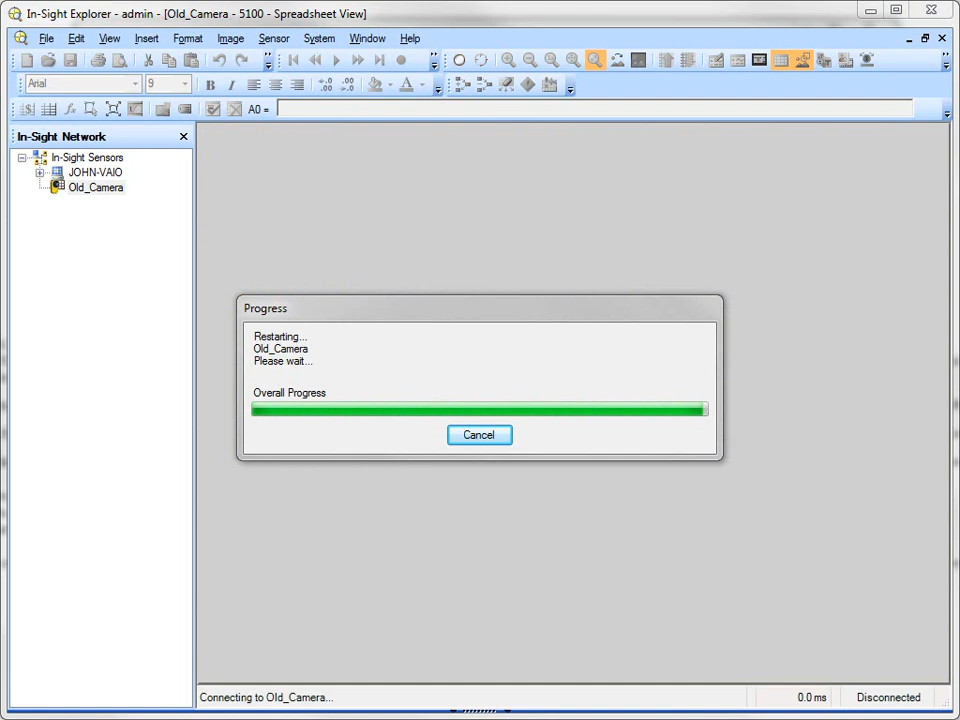 In-Sight Explorer - admin - [Old_Camera - 5100 - Spreadsheet View]
File Edit View Insert Format Image Sensor System Window Help
Arial 9 B I
A0 =
In-Sight Network
In-Sight Sensors
JOHN-VAIO
Old_Camera
Progress
Restarting...
Old_Camera
Please wait...
Overall Progress
Cancel
Connecting to Old_Camera... 0.0 ms Disconnected